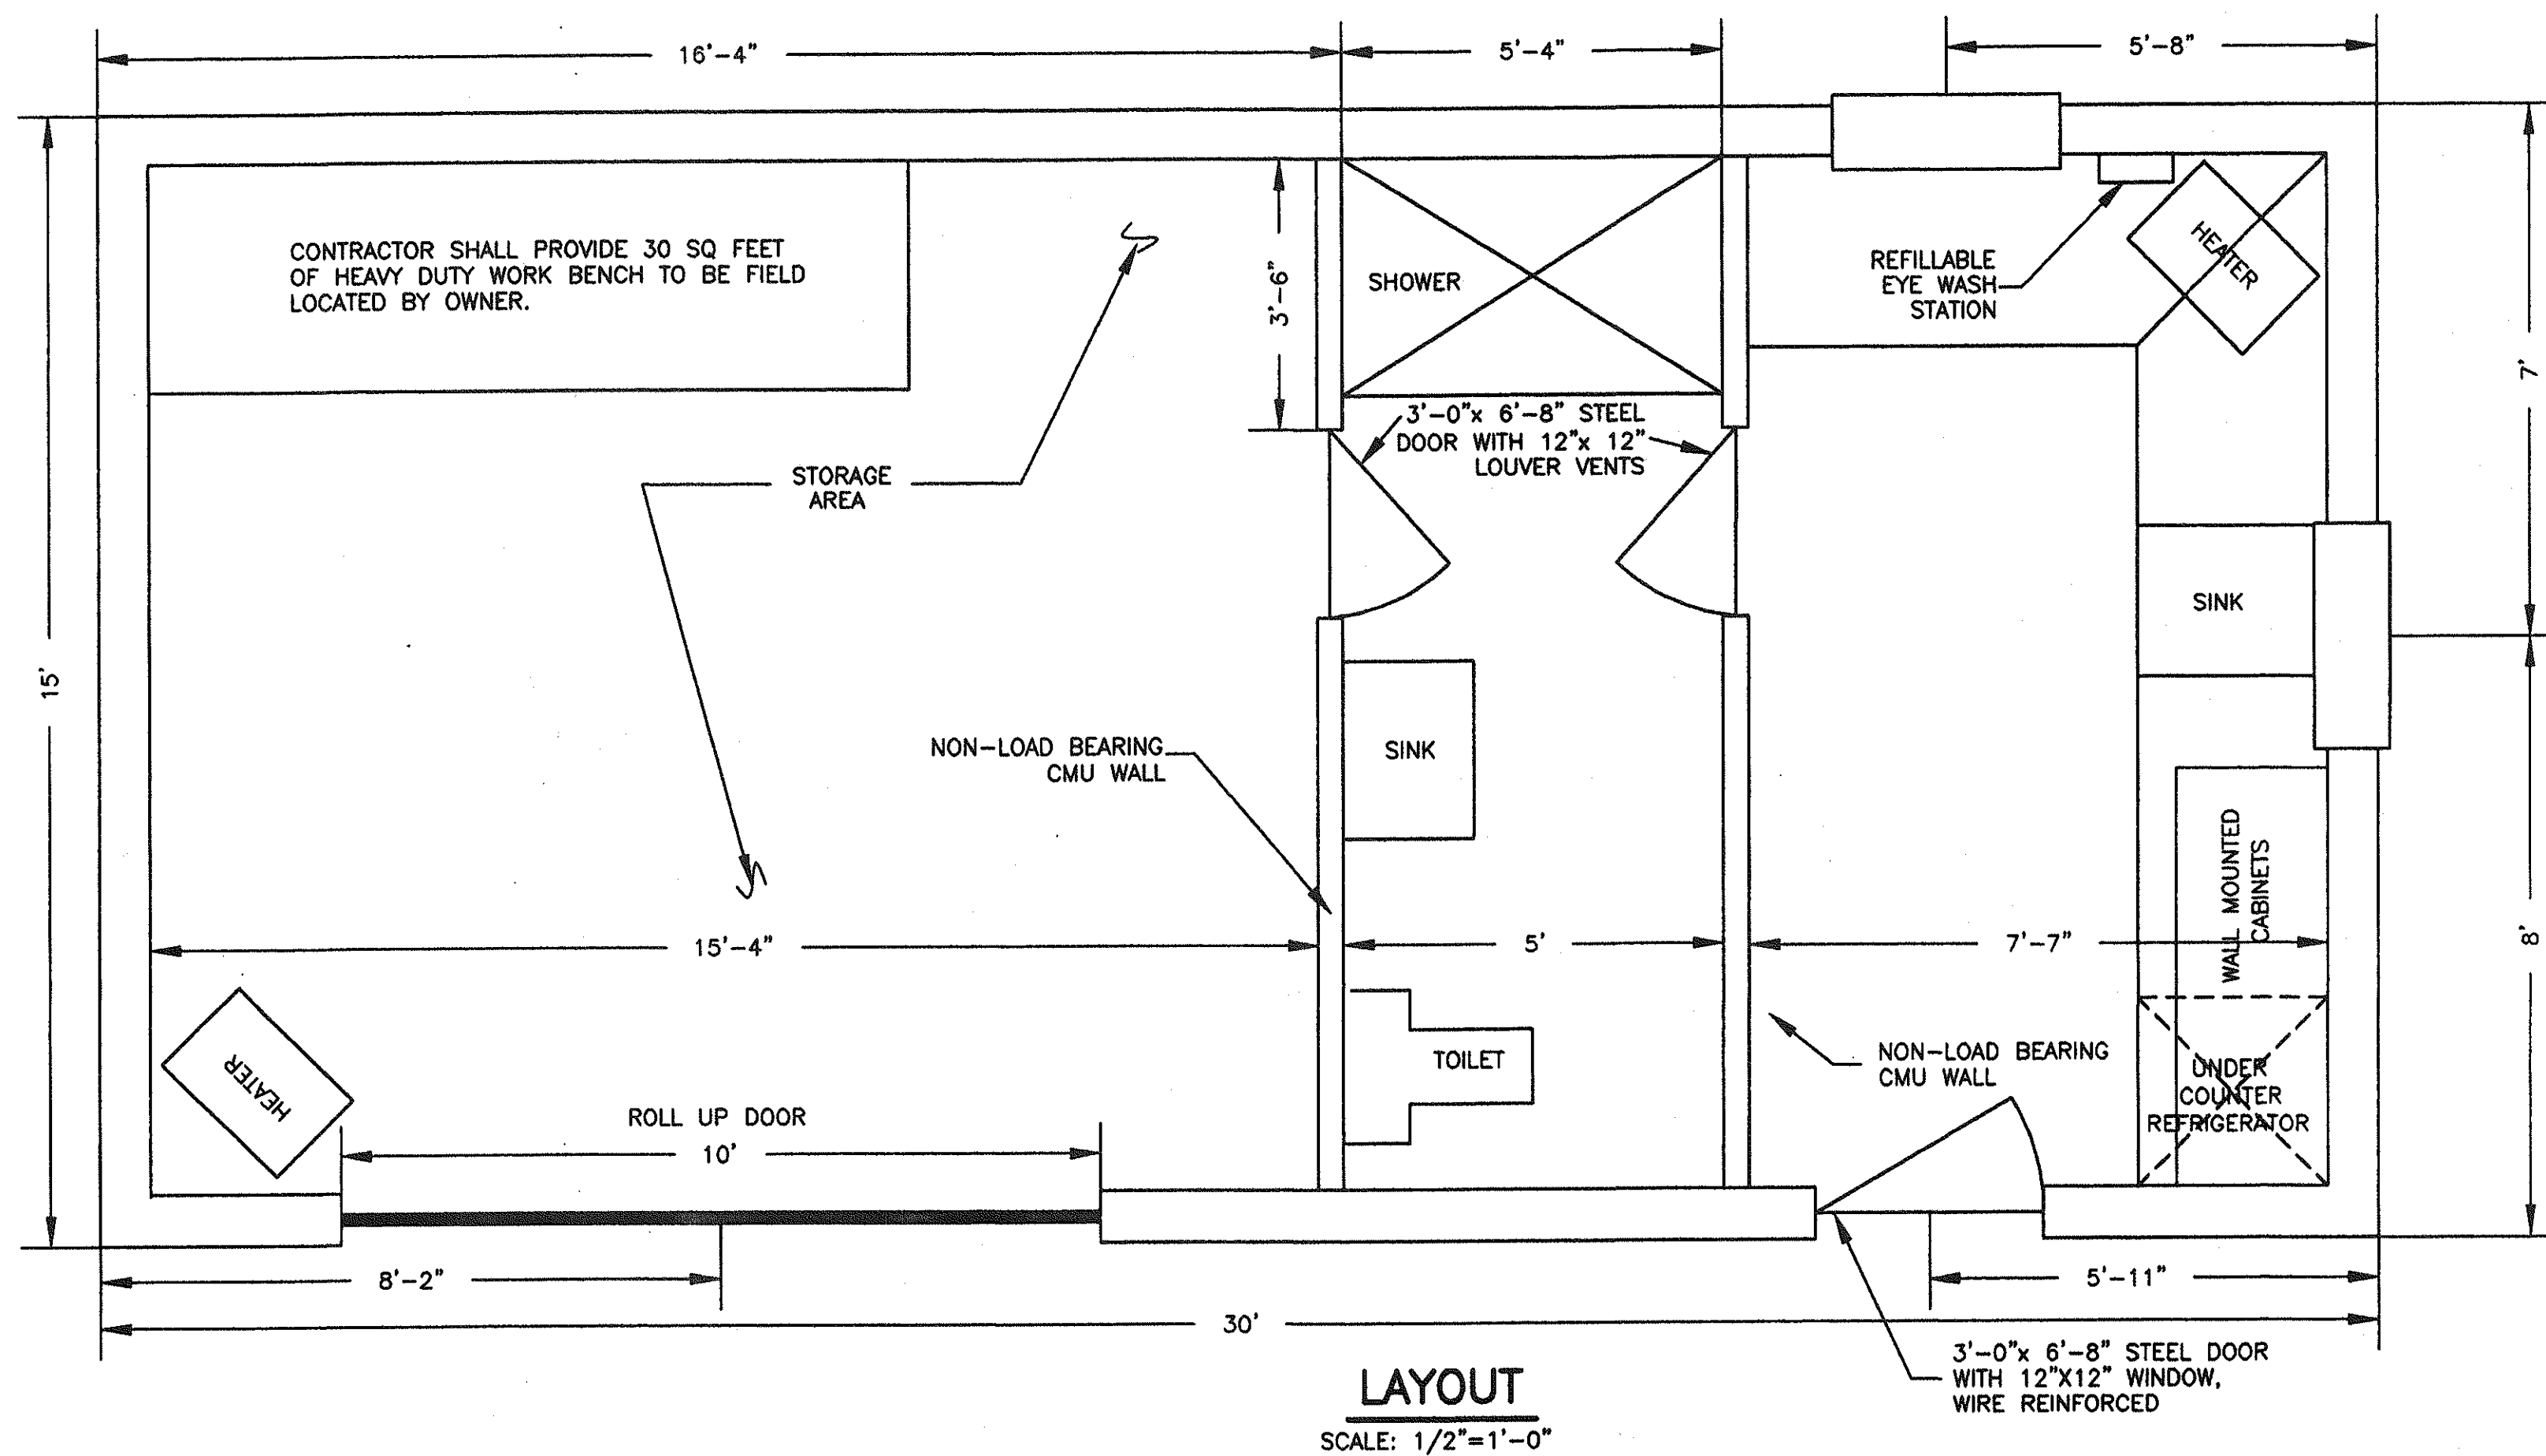 16'-4"
5'-4"
5'-8"
CONTRACTOR SHALL PROVIDE 30 SQ FEET
OF HEAVY DUTY WORK BENCH TO BE FIELD
LOCATED BY OWNER.
3'-6"
SHOWER
REFILLABLE
EYE WASH
STATION
HEATER
7'
3'-0"x 6'-8" STEEL
DOOR WITH 12"x 12"
LOUVER VENTS
STORAGE
AREA
15'
SINK
NON-LOAD BEARING
CMU WALL
SINK
WALL MOUNTED
CABINETS
15'-4"
5'
7'-7"
8'
HEATER
TOILET
NON-LOAD BEARING
CMU WALL
UNDER
COUNTER
REFRIGERATOR
ROLL UP DOOR
10'
8'-2"
5'-11"
30'
3'-0"x 6'-8" STEEL DOOR
WITH 12"X12" WINDOW,
WIRE REINFORCED
LAYOUT
SCALE: 1/2"=1'-0"